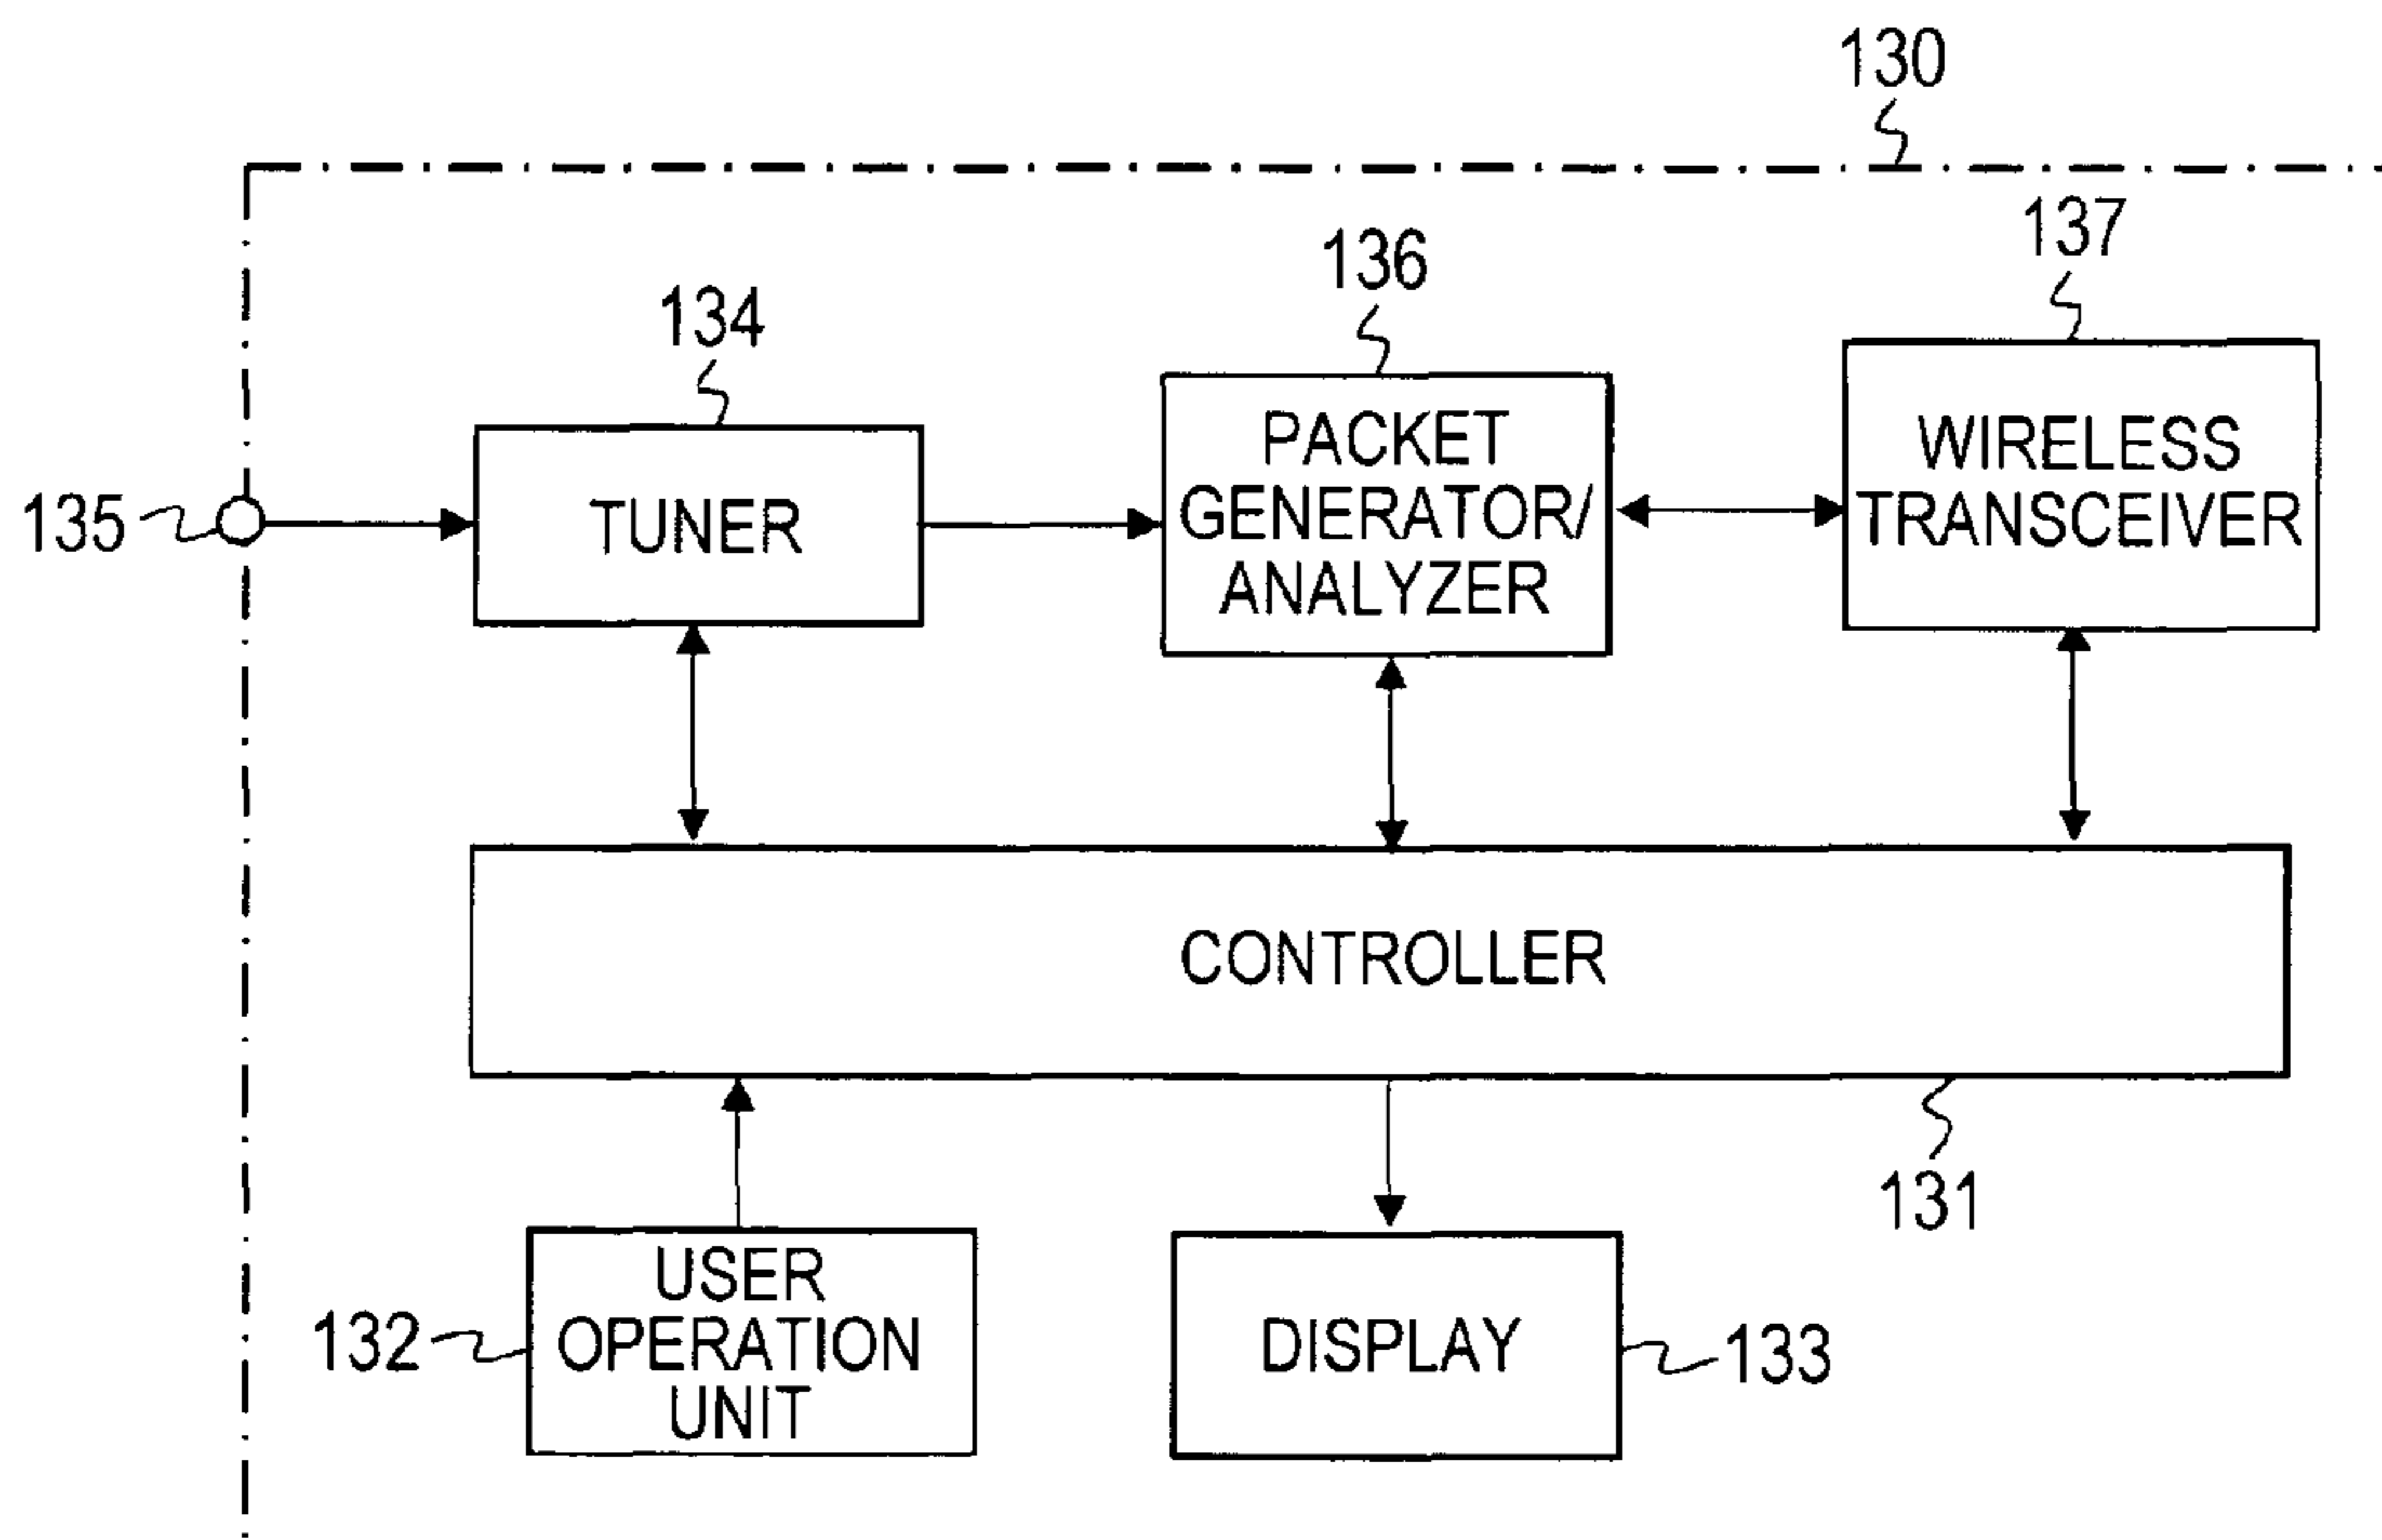 130
137
136
134
PACKET
GENERATOR/
ANALYZER
WIRELESS
TRANSCEIVER
135
TUNER
CONTROLLER
131
USER
OPERATION
UNIT
132
DISPLAY
133